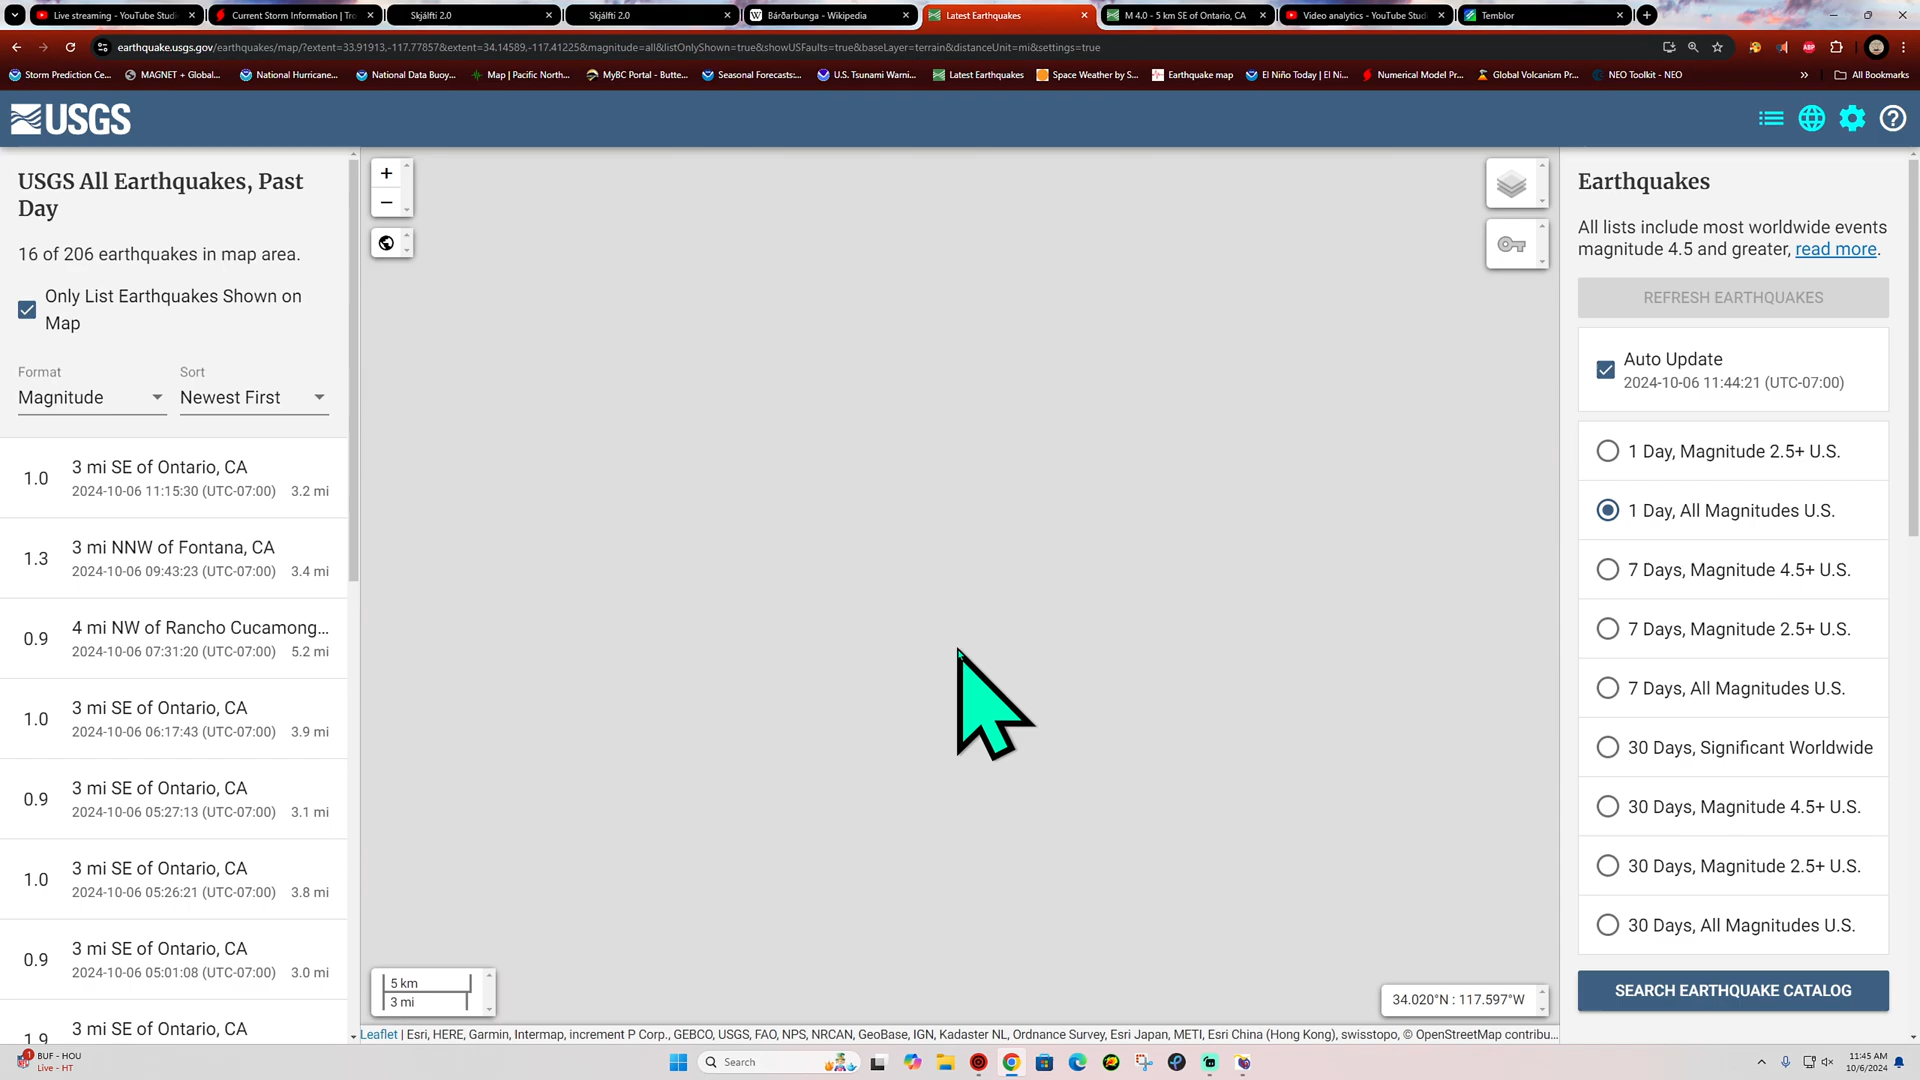 Live streaming - YouTube Studi
Current Storm Information | Tro
Skjálfti 2.0
Skjálfti 2.0
Bárðarbunga - Wikipedia
Latest Earthquakes
M 4.0 - 5 km SE of Ontario, CA
Video analytics - YouTube Studi
Temblor
earthquake.usgs.gov/earthquakes/map/?extent=33.91913,-117.77857&extent=34.14589,-117.41225&magnitude=all&listOnlyShown=true&showUSFaults=true&baseLayer=terrain&distanceUnit=mi&settings=true
Storm Prediction Ce...
MAGNET + Global...
National Hurricane...
National Data Buoy...
Map | Pacific North...
MyBC Portal - Butte...
Seasonal Forecasts:...
U.S. Tsunami Warni...
Latest Earthquakes
Space Weather by S...
Earthquake map
El Niño Today | El Ni...
Numerical Model Pr...
Global Volcanism Pr...
NEO Toolkit - NEO
»
All Bookmarks
USGS
USGS All Earthquakes, Past
Day
16 of 206 earthquakes in map area.
Only List Earthquakes Shown on
Map
Format
Sort
Magnitude
Newest First
1.0
3 mi SE of Ontario, CA
2024-10-06 11:15:30 (UTC-07:00) 3.2 mi
1.3
3 mi NNW of Fontana, CA
2024-10-06 09:43:23 (UTC-07:00) 3.4 mi
0.9
4 mi NW of Rancho Cucamong...
2024-10-06 07:31:20 (UTC-07:00) 5.2 mi
1.0
3 mi SE of Ontario, CA
2024-10-06 06:17:43 (UTC-07:00) 3.9 mi
0.9
3 mi SE of Ontario, CA
2024-10-06 05:27:13 (UTC-07:00) 3.1 mi
1.0
3 mi SE of Ontario, CA
2024-10-06 05:26:21 (UTC-07:00) 3.8 mi
0.9
3 mi SE of Ontario, CA
2024-10-06 05:01:08 (UTC-07:00) 3.0 mi
1.9
3 mi SE of Ontario, CA
+
−
5 km
3 mi
34.020°N : 117.597°W
Leaflet | Esri, HERE, Garmin, Intermap, increment P Corp., GEBCO, USGS, FAO, NPS, NRCAN, GeoBase, IGN, Kadaster NL, Ordnance Survey, Esri Japan, METI, Esri China (Hong Kong), swisstopo, © OpenStreetMap contribu...
Earthquakes
All lists include most worldwide events
magnitude 4.5 and greater, read more.
REFRESH EARTHQUAKES
Auto Update
2024-10-06 11:44:21 (UTC-07:00)
1 Day, Magnitude 2.5+ U.S.
1 Day, All Magnitudes U.S.
7 Days, Magnitude 4.5+ U.S.
7 Days, Magnitude 2.5+ U.S.
7 Days, All Magnitudes U.S.
30 Days, Significant Worldwide
30 Days, Magnitude 4.5+ U.S.
30 Days, Magnitude 2.5+ U.S.
30 Days, All Magnitudes U.S.
SEARCH EARTHQUAKE CATALOG
1
BUF - HOU
Live - HT
Search
11:45 AM
10/6/2024